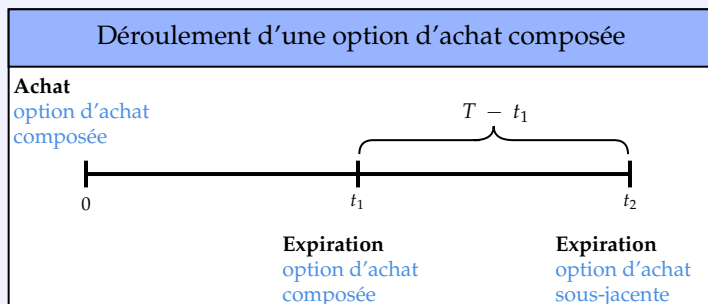 Déroulement d'une option d'achat composée
Achat
option d'achat
composée
T − t₁
0
t₁
t₂
Expiration
option d'achat
composée
Expiration
option d'achat
sous-jacente